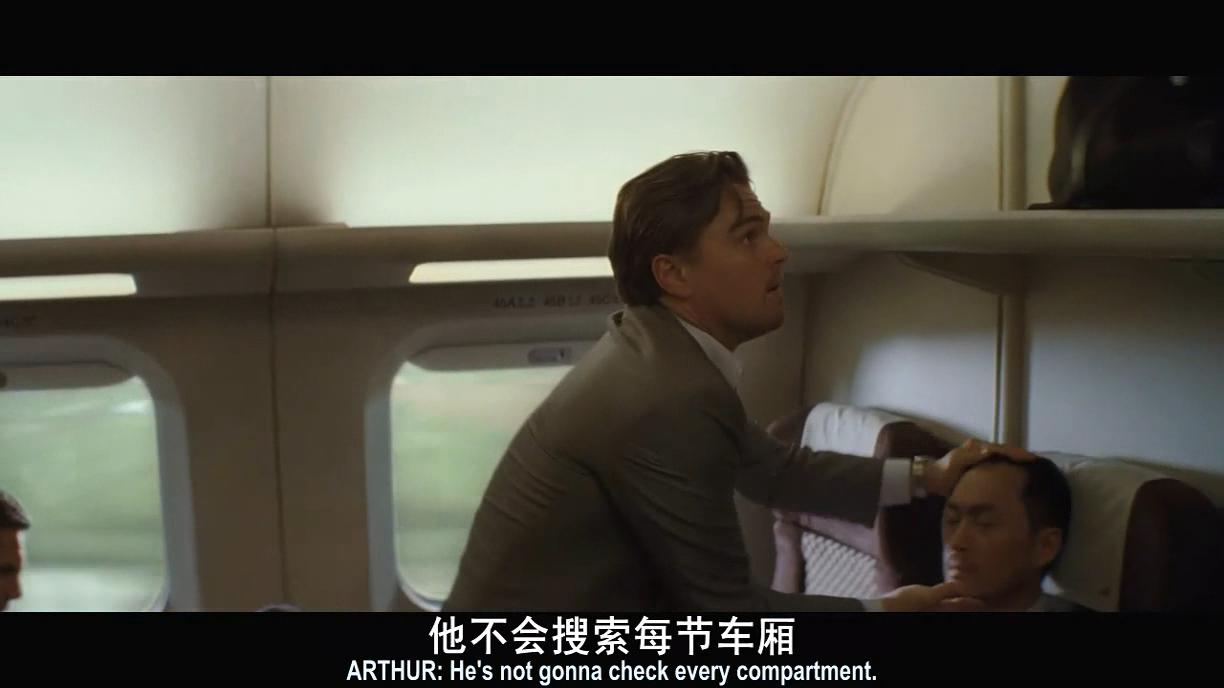 他不会搜索每节车厢
ARTHUR: He's not gonna check every compartment.